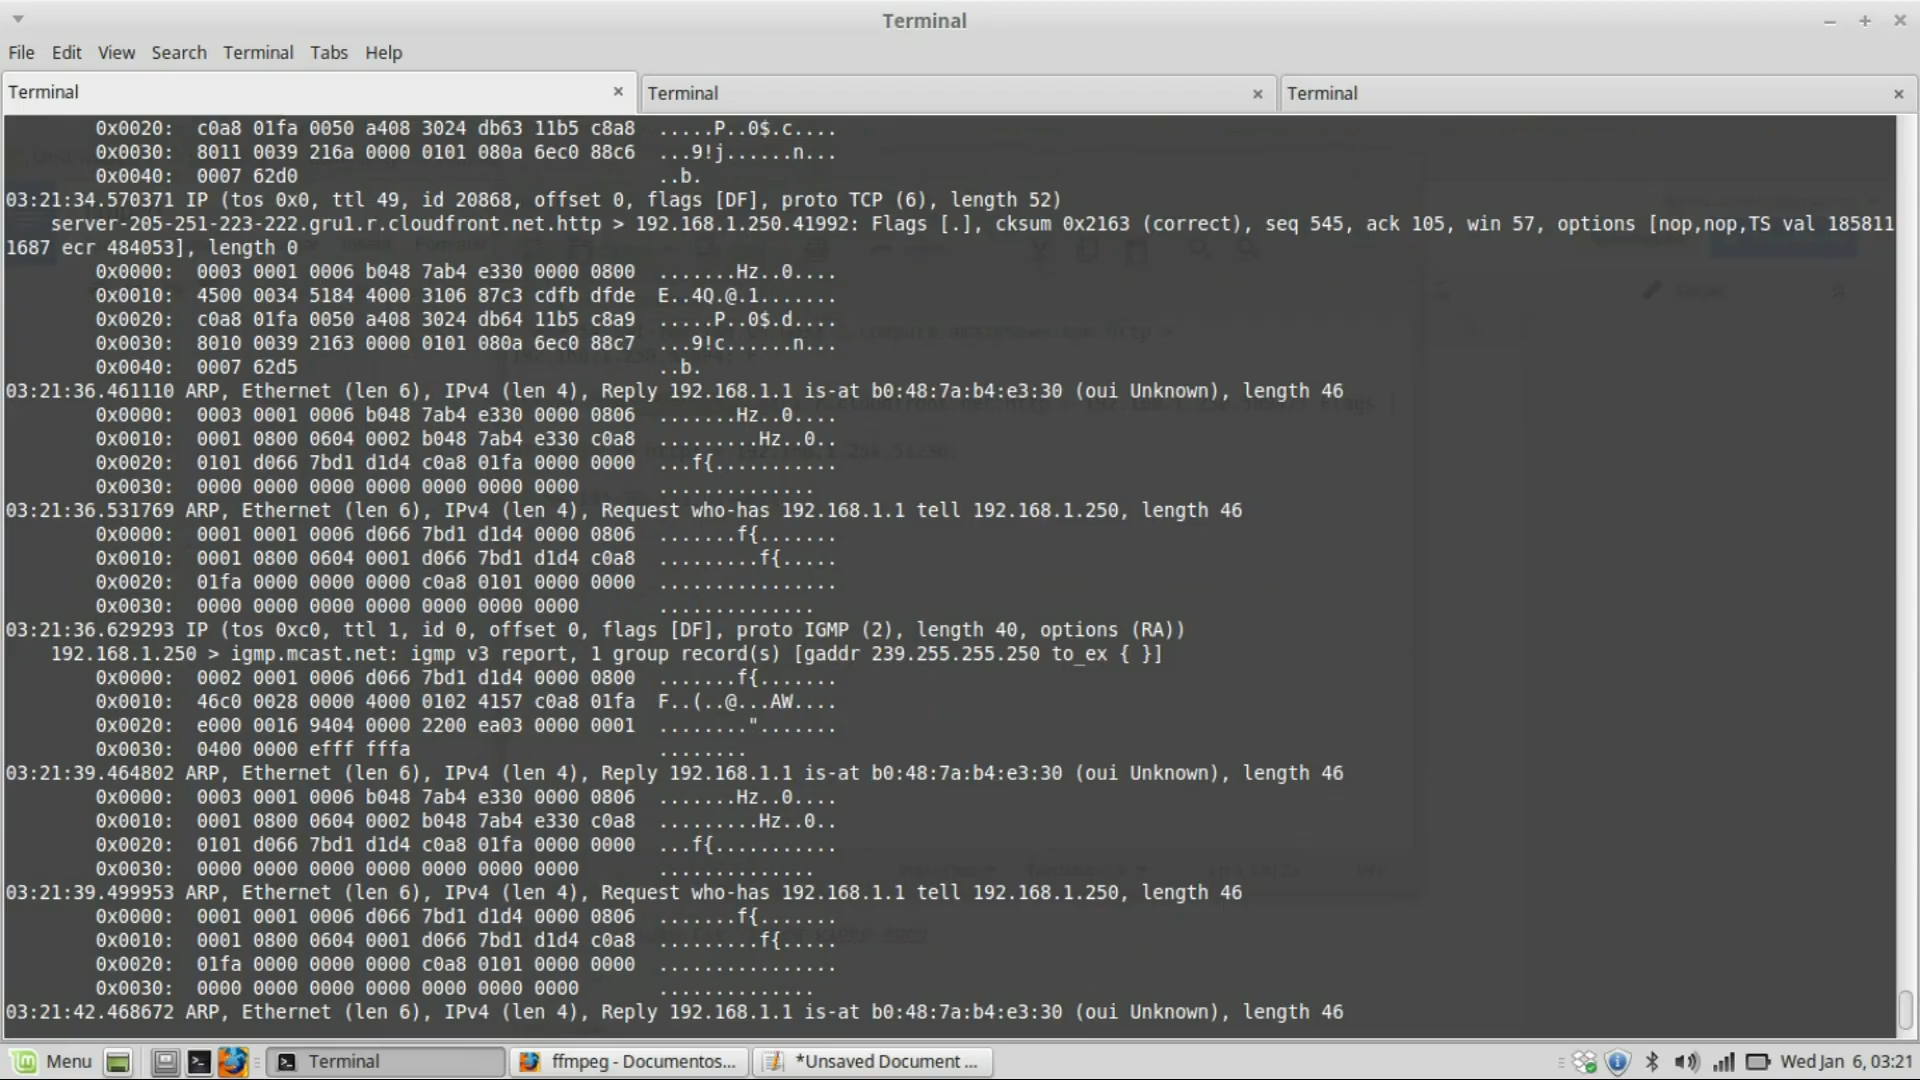 Terminal
File Edit View Search Terminal Tabs Help
Terminal Terminal Terminal
0x0020: c0a8 01fa 0050 a408 3024 db63 11b5 c8a8 .....P..0$.c....
0x0030: 8011 0039 216a 0000 0101 080a 6ec0 88c6 ...9!j......n...
0x0040: 0007 62d0 ..b.
03:21:34.570371 IP (tos 0x0, ttl 49, id 20868, offset 0, flags [DF], proto TCP (6), length 52)
server-205-251-223-222.gru1.r.cloudfront.net.http > 192.168.1.250.41992: Flags [.], cksum 0x2163 (correct), seq 545, ack 105, win 57, options [nop,nop,TS val 185811
1687 ecr 484053], length 0
0x0000: 0003 0001 0006 b048 7ab4 e330 0000 0800 .......Hz..0....
0x0010: 4500 0034 5184 4000 3106 87c3 cdfb dfde E..4Q.@.1.......
0x0020: c0a8 01fa 0050 a408 3024 db64 11b5 c8a9 .....P..0$.d....
0x0030: 8010 0039 2163 0000 0101 080a 6ec0 88c7 ...9!c......n...
0x0040: 0007 62d5 ..b.
03:21:36.461110 ARP, Ethernet (len 6), IPv4 (len 4), Reply 192.168.1.1 is-at b0:48:7a:b4:e3:30 (oui Unknown), length 46
0x0000: 0003 0001 0006 b048 7ab4 e330 0000 0806 .......Hz..0....
0x0010: 0001 0800 0604 0002 b048 7ab4 e330 c0a8 .........Hz..0..
0x0020: 0101 d066 7bd1 d1d4 c0a8 01fa 0000 0000 ...f{...........
0x0030: 0000 0000 0000 0000 0000 0000 0000 ..............
03:21:36.531769 ARP, Ethernet (len 6), IPv4 (len 4), Request who-has 192.168.1.1 tell 192.168.1.250, length 46
0x0000: 0001 0001 0006 d066 7bd1 d1d4 0000 0806 .......f{.......
0x0010: 0001 0800 0604 0001 d066 7bd1 d1d4 c0a8 .........f{.....
0x0020: 01fa 0000 0000 0000 c0a8 0101 0000 0000 ................
0x0030: 0000 0000 0000 0000 0000 0000 0000 ..............
03:21:36.629293 IP (tos 0xc0, ttl 1, id 0, offset 0, flags [DF], proto IGMP (2), length 40, options (RA))
192.168.1.250 > igmp.mcast.net: igmp v3 report, 1 group record(s) [gaddr 239.255.255.250 to_ex { }]
0x0000: 0002 0001 0006 d066 7bd1 d1d4 0000 0800 .......f{.......
0x0010: 46c0 0028 0000 4000 0102 4157 c0a8 01fa F..(..@...AW....
0x0020: e000 0016 9404 0000 2200 ea03 0000 0001 ........".......
0x0030: 0400 0000 efff fffa ........
03:21:39.464802 ARP, Ethernet (len 6), IPv4 (len 4), Reply 192.168.1.1 is-at b0:48:7a:b4:e3:30 (oui Unknown), length 46
0x0000: 0003 0001 0006 b048 7ab4 e330 0000 0806 .......Hz..0....
0x0010: 0001 0800 0604 0002 b048 7ab4 e330 c0a8 .........Hz..0..
0x0020: 0101 d066 7bd1 d1d4 c0a8 01fa 0000 0000 ...f{...........
0x0030: 0000 0000 0000 0000 0000 0000 0000 ..............
03:21:39.499953 ARP, Ethernet (len 6), IPv4 (len 4), Request who-has 192.168.1.1 tell 192.168.1.250, length 46
0x0000: 0001 0001 0006 d066 7bd1 d1d4 0000 0806 .......f{.......
0x0010: 0001 0800 0604 0001 d066 7bd1 d1d4 c0a8 .........f{.....
0x0020: 01fa 0000 0000 0000 c0a8 0101 0000 0000 ................
0x0030: 0000 0000 0000 0000 0000 0000 0000 ..............
03:21:42.468672 ARP, Ethernet (len 6), IPv4 (len 4), Reply 192.168.1.1 is-at b0:48:7a:b4:e3:30 (oui Unknown), length 46
Menu Terminal ffmpeg - Documentos... *Unsaved Document ... Wed Jan 6, 03:21